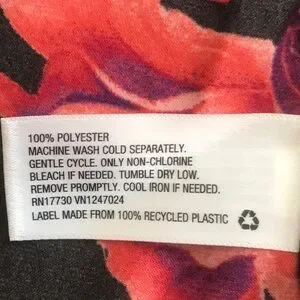 100% POLYESTER
MACHINE WASH COLD SEPARATELY.
GENTLE CYCLE. ONLY NON-CHLORINE
BLEACH IF NEEDED. TUMBLE DRY LOW.
REMOVE PROMPTLY. COOL IRON IF NEEDED.
RN17730 VN1247024
LABEL MADE FROM 100% RECYCLED PLASTIC